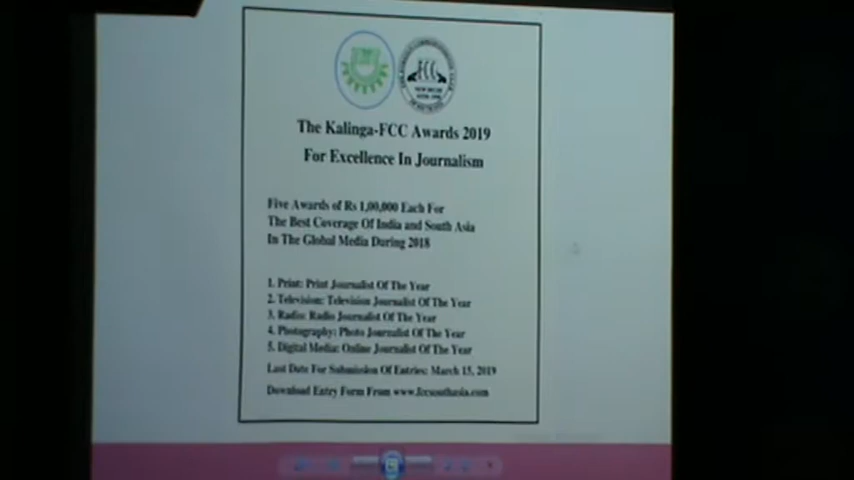 FCC
NEW DELHI
The Kalinga-FCC Awards 2019
For Excellence In Journalism
Five Awards of Rs 1,00,000 Each For
The Best Coverage Of India and South Asia
In The Global Media During 2018
1. Print: Print Journalist Of The Year
2. Television: Television Journalist Of The Year
3. Radio: Radio Journalist Of The Year
4. Photography: Photo Journalist Of The Year
5. Digital Media: Online Journalist Of The Year
Last Date For Submission Of Entries: March 15, 2019
Download Entry Form From www.fccsouthasia.com